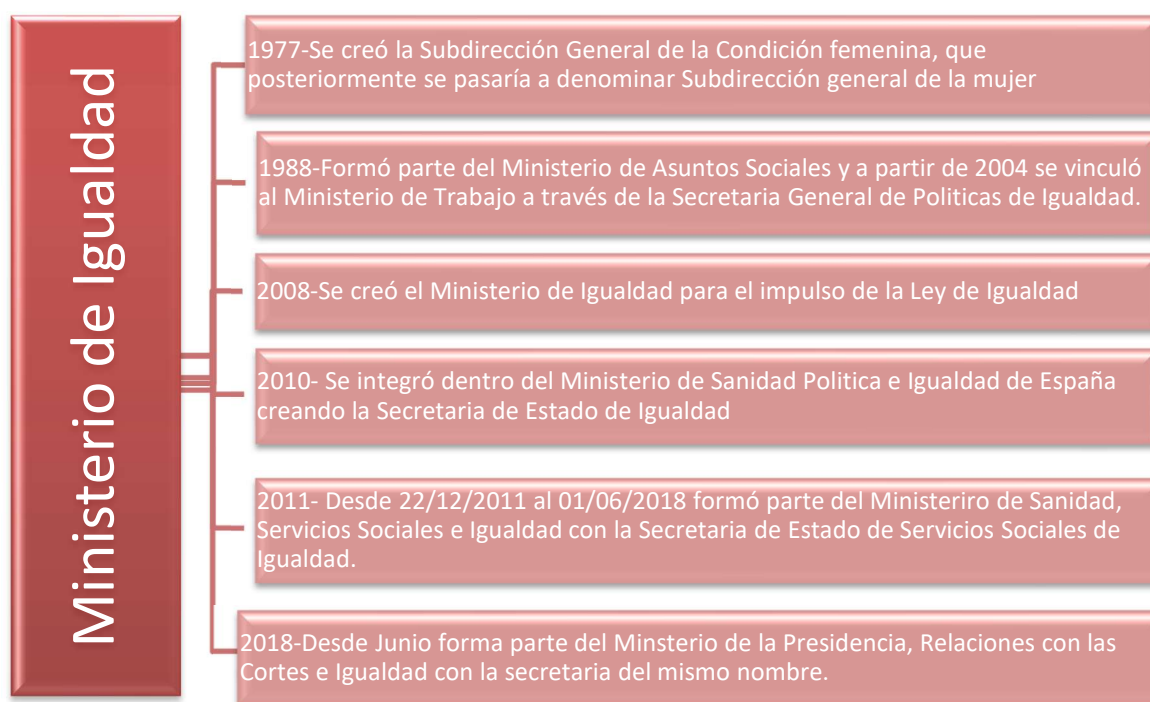 Ministerio de Igualdad
1977-Se creó la Subdirección General de la Condición femenina, que
posteriormente se pasaría a denominar Subdirección general de la mujer
1988-Formó parte del Ministerio de Asuntos Sociales y a partir de 2004 se vinculó
al Ministerio de Trabajo a través de la Secretaria General de Politicas de Igualdad.
2008-Se creó el Ministerio de Igualdad para el impulso de la Ley de Igualdad
2010- Se integró dentro del Ministerio de Sanidad Politica e Igualdad de España
creando la Secretaria de Estado de Igualdad
2011- Desde 22/12/2011 al 01/06/2018 formó parte del Ministeriro de Sanidad,
Servicios Sociales e Igualdad con la Secretaria de Estado de Servicios Sociales de
Igualdad.
2018-Desde Junio forma parte del Minsterio de la Presidencia, Relaciones con las
Cortes e Igualdad con la secretaria del mismo nombre.